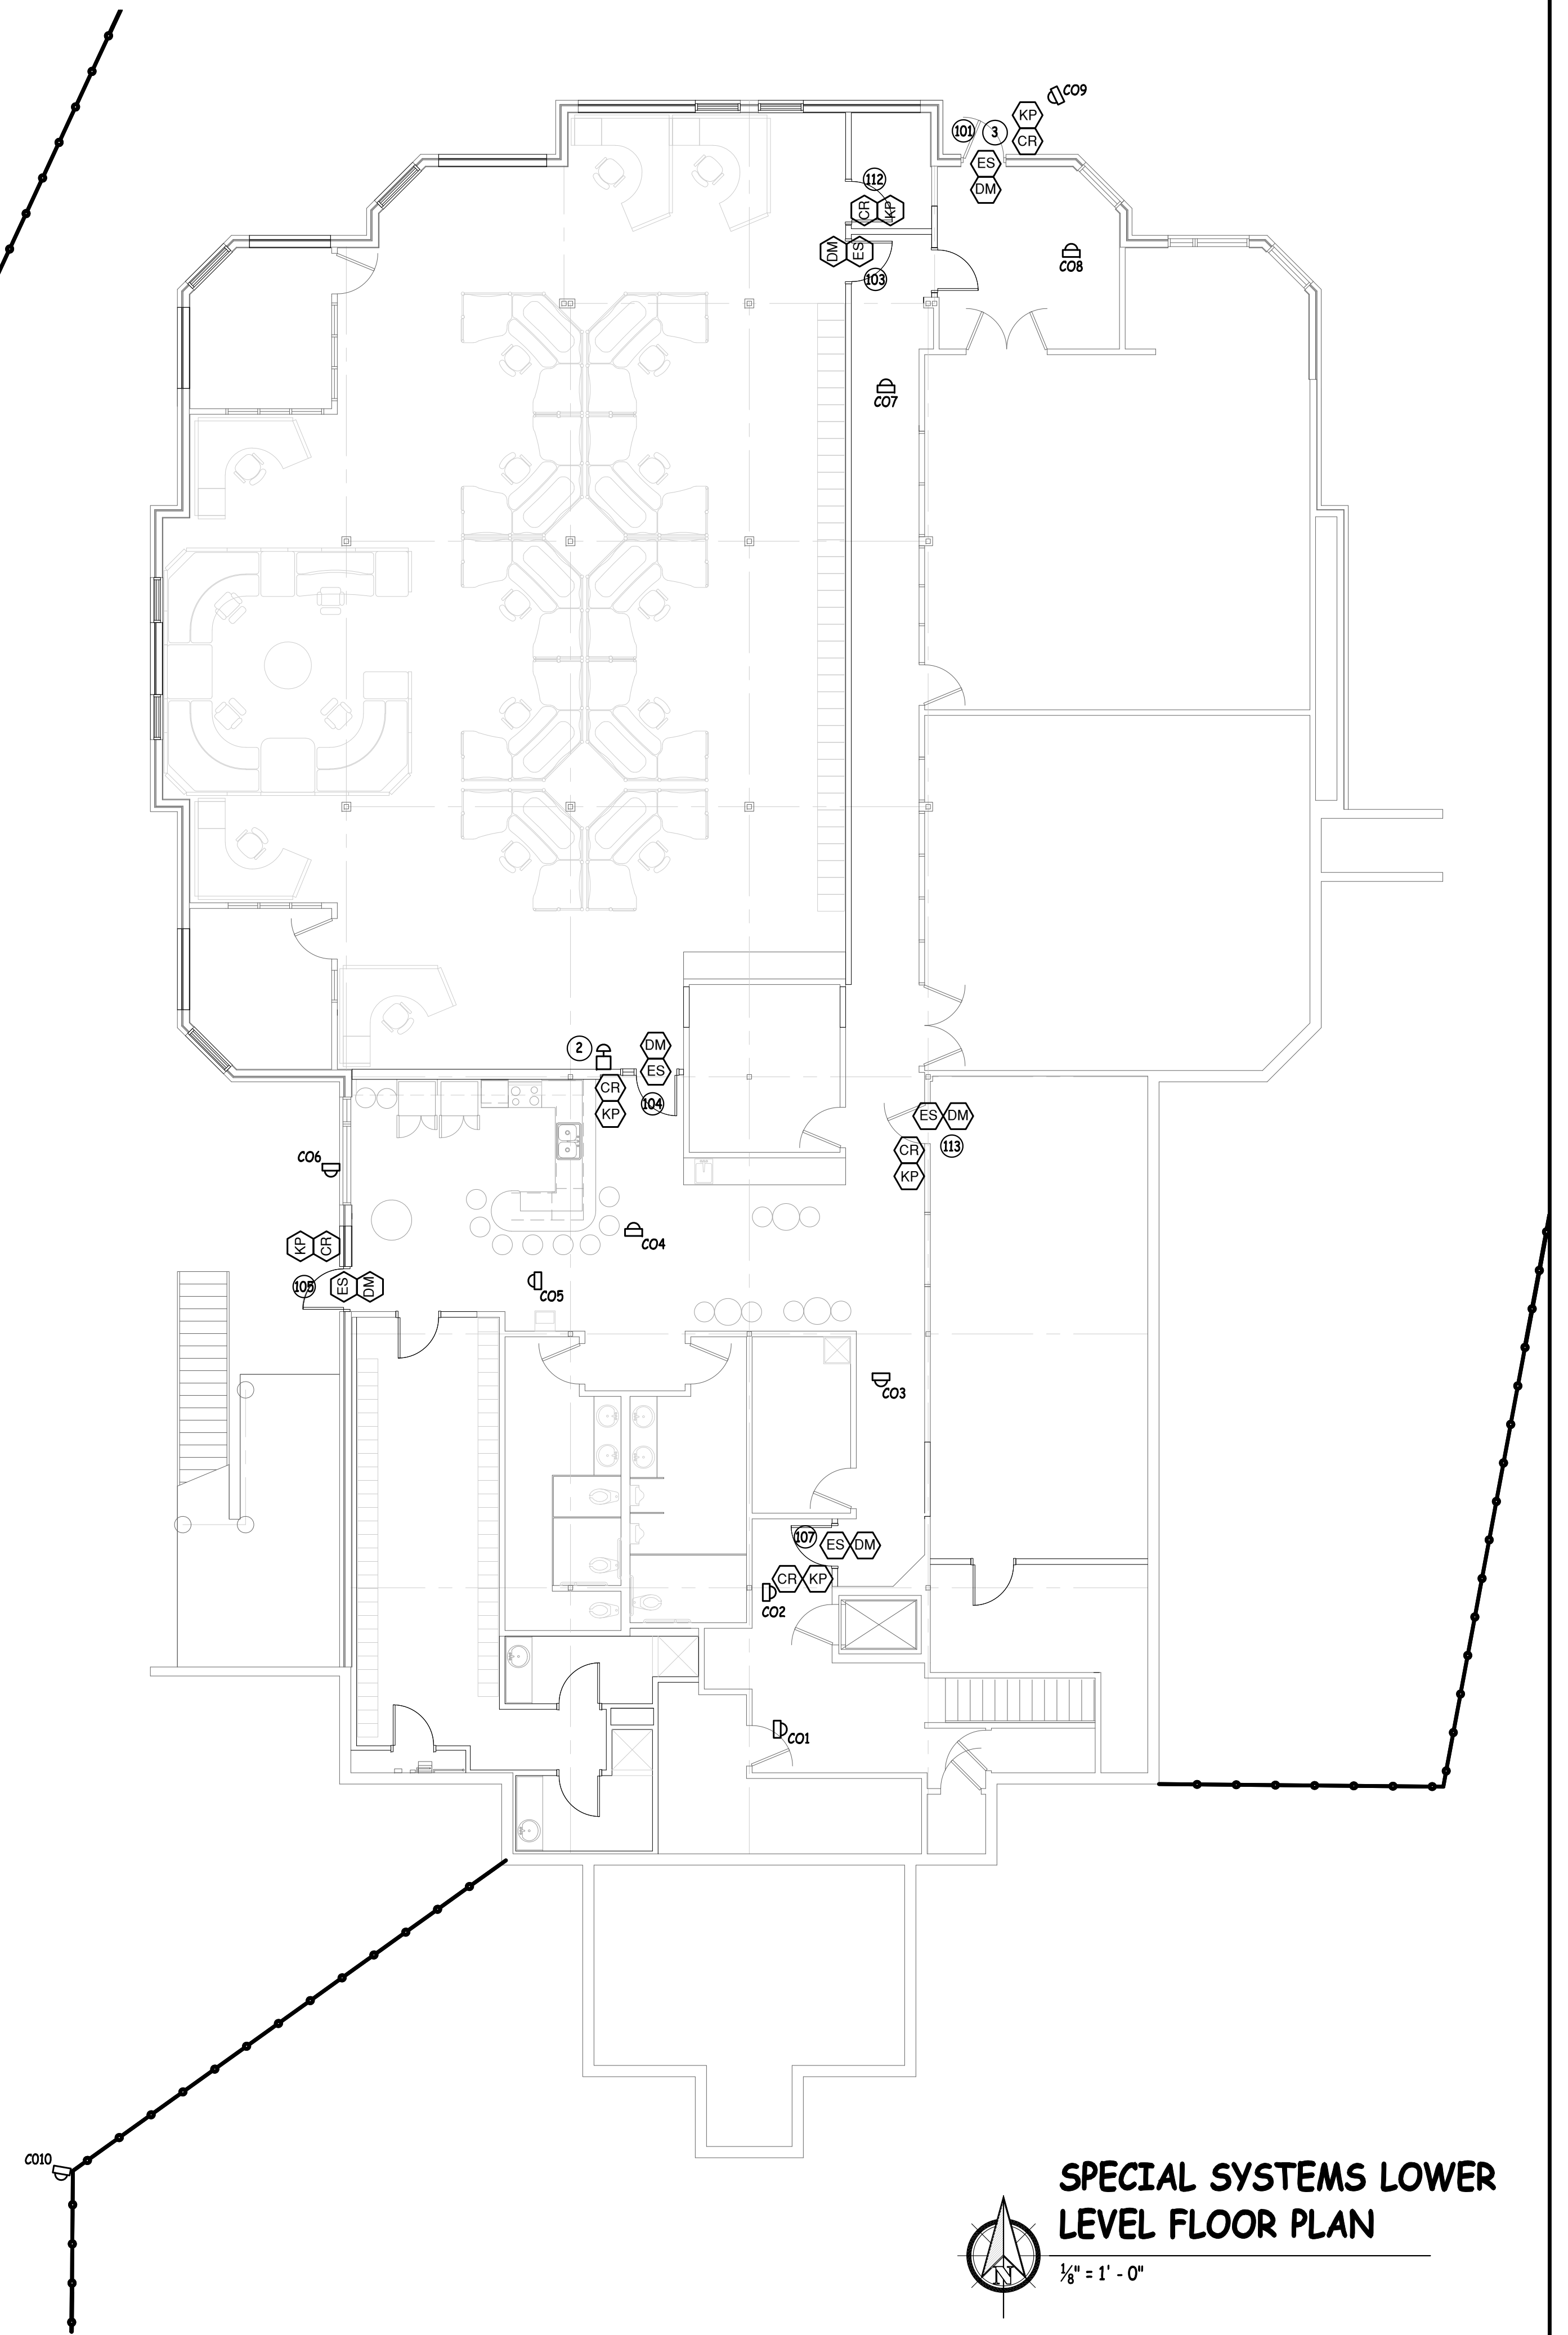 CO9
KP
101
3
CR
ES
DM
112
CR
KP
DM
ES
CO8
103
CO7
2
DM
ES
CR
104
KP
ES
DM
113
CR
KP
CO6
CO4
KP
CR
105
ES
DM
CO5
CO3
107
ES
DM
CR
KP
CO2
CO1
CO10
SPECIAL SYSTEMS LOWER
LEVEL FLOOR PLAN
N
⅛" = 1' - 0"